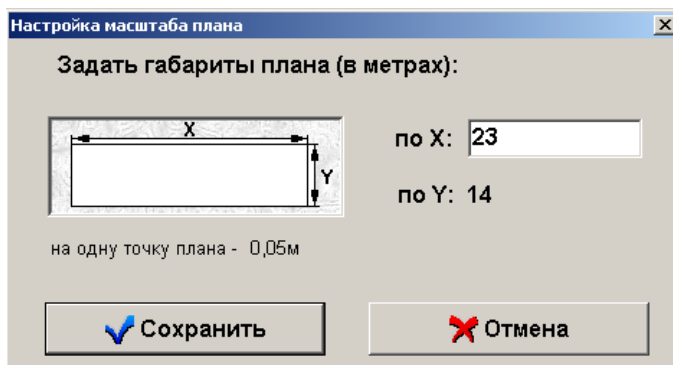 Настройка масштаба плана
Задать габариты плана (в метрах):
X
по X: 23
Y
по Y: 14
на одну точку плана - 0,05м
Сохранить
Отмена